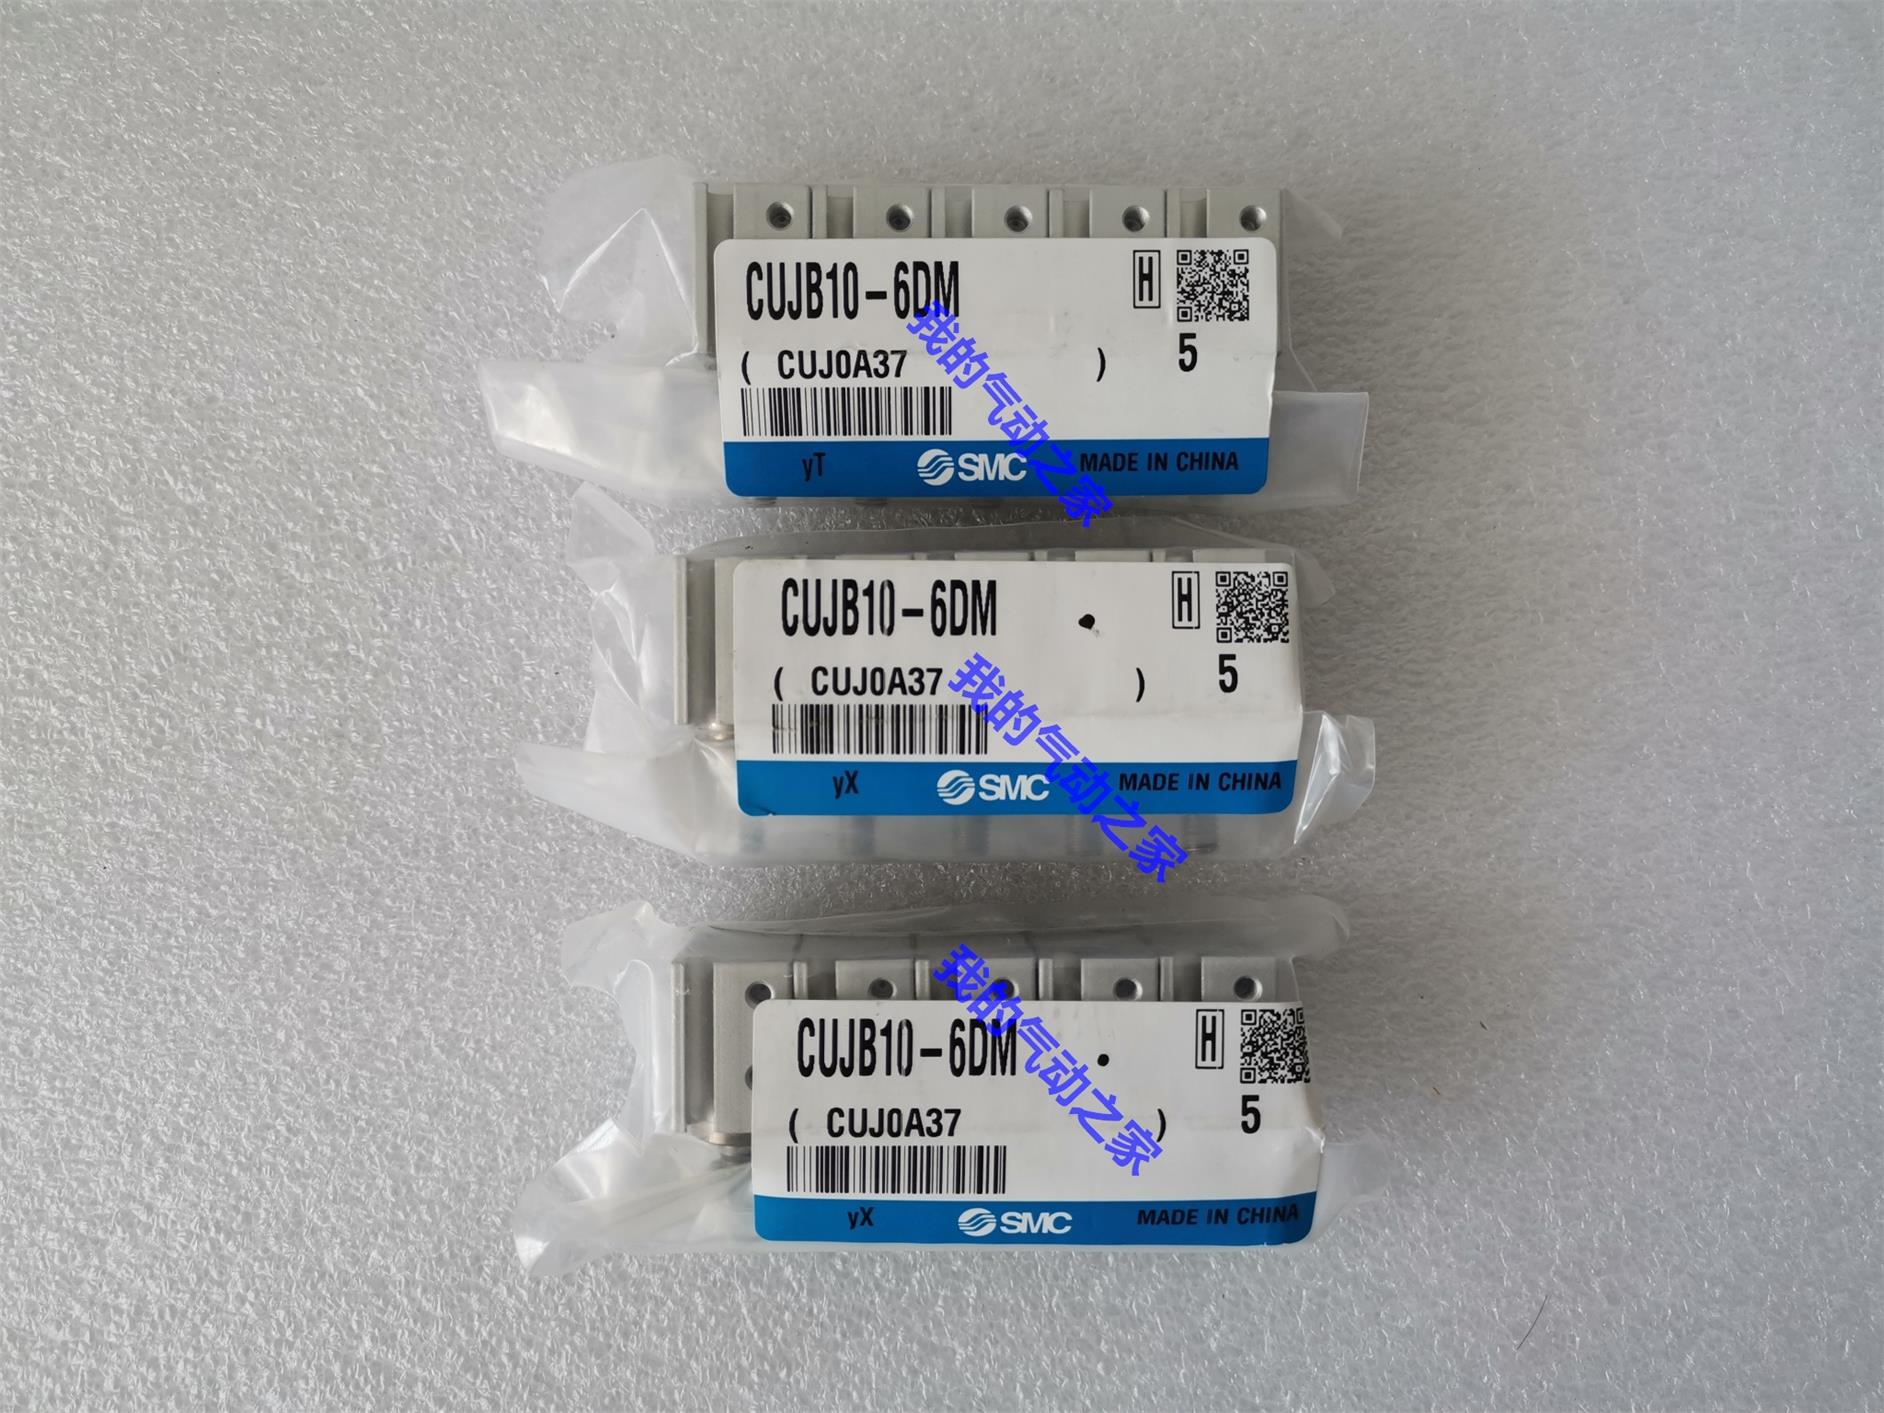 CUJB10-6DM
H
( CUJ0A37 )
5
yT
SMC
MADE IN CHINA
我的气动之家
CUJB10-6DM
H
( CUJ0A37 )
5
yX
SMC
MADE IN CHINA
我的气动之家
CUJB10-6DM
H
( CUJ0A37 )
5
yX
SMC
MADE IN CHINA
我的气动之家